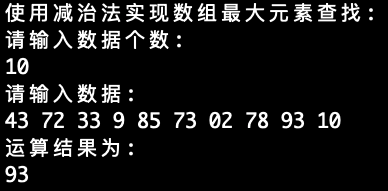 使用减治法实现数组最大元素查找：
请输入数据个数：
10
请输入数据：
43 72 33 9 85 73 02 78 93 10
运算结果为：
93